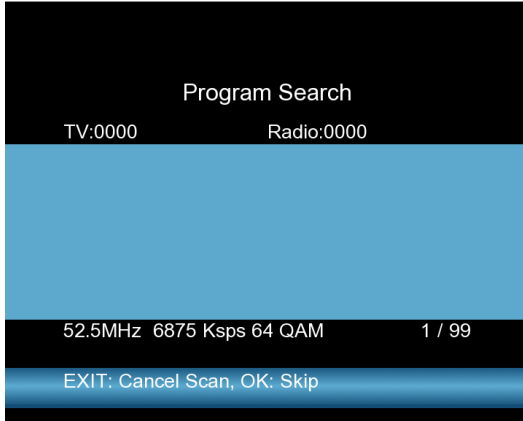 Program Search
TV:0000 Radio:0000
52.5MHz 6875 Ksps 64 QAM 1 / 99
EXIT: Cancel Scan, OK: Skip